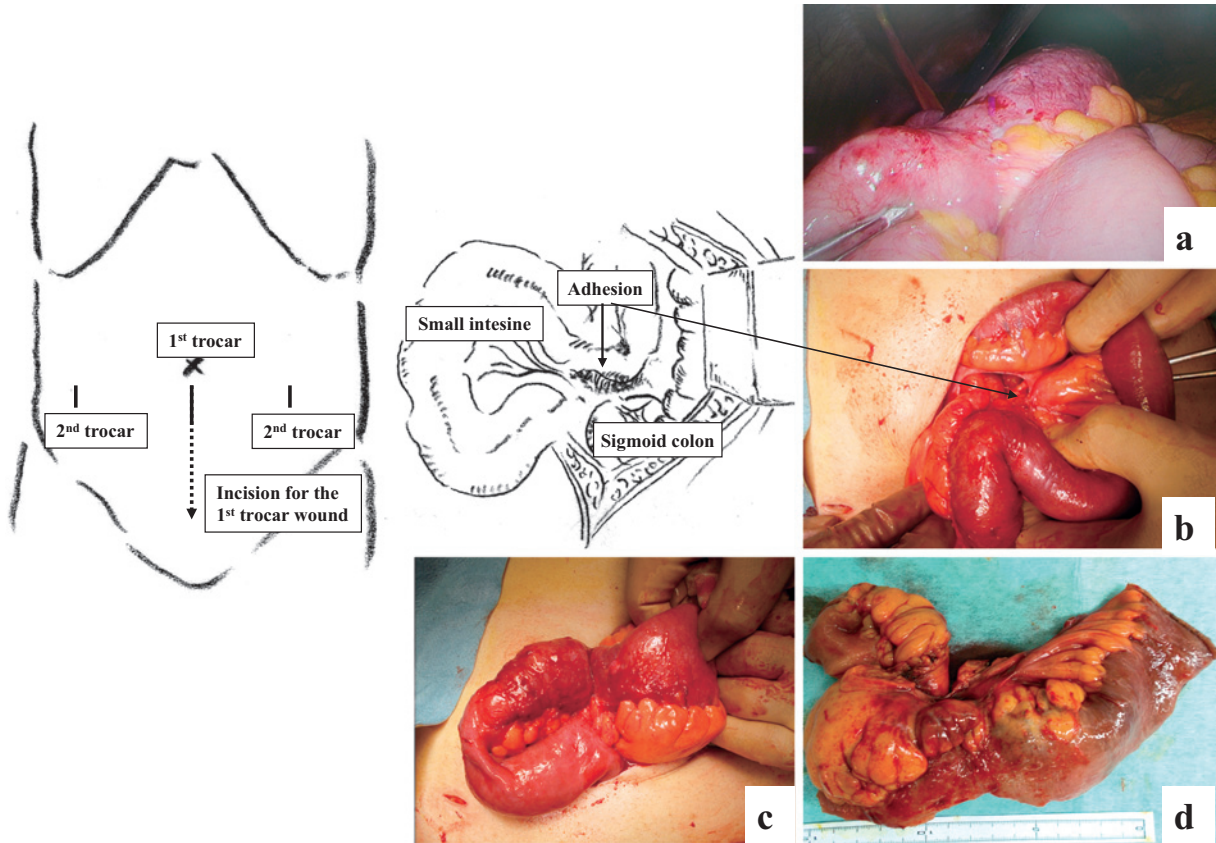 1st trocar
2nd trocar
2nd trocar
Incision for the
1st trocar wound
Adhesion
Small intesine
Sigmoid colon
a
b
c
d